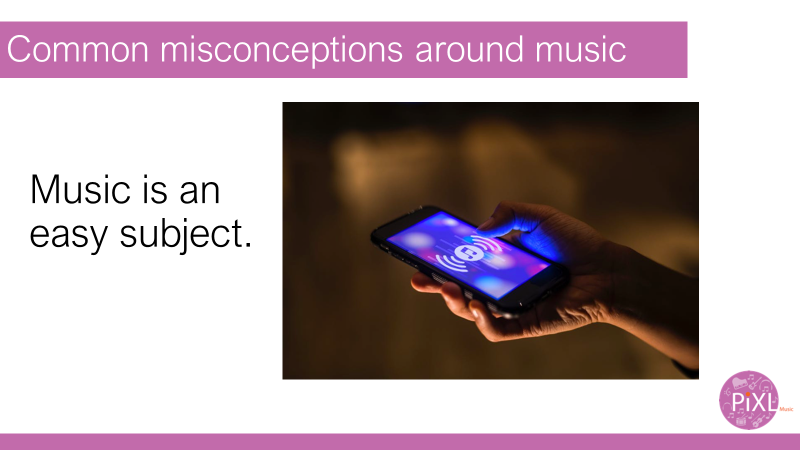 Common misconceptions around music
Music is an
easy subject.
PiXL
Music